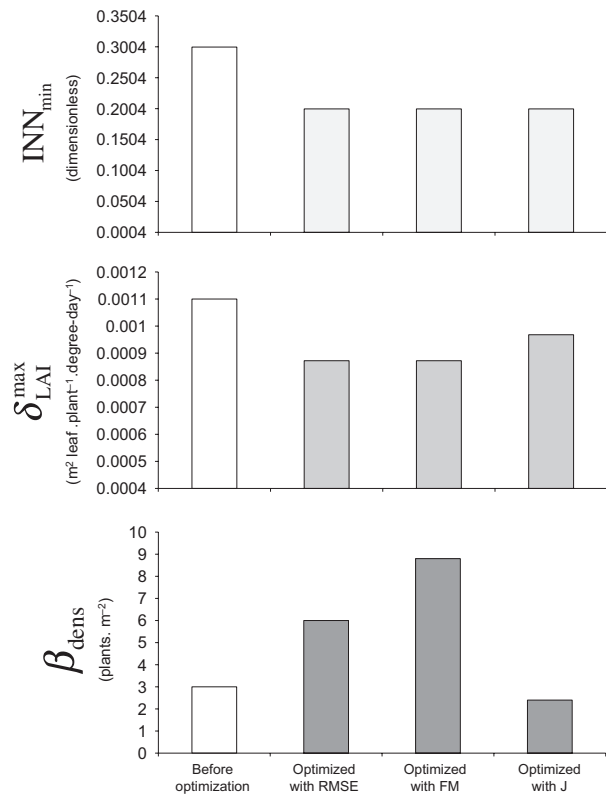 INN_min
(dimensionless)
0.3504
0.3004
0.2504
0.2004
0.1504
0.1004
0.0504
0.0004
δ^max_LAI
(m² leaf .plant⁻¹.degree-day⁻¹)
0.0012
0.0011
0.001
0.0009
0.0008
0.0007
0.0006
0.0005
0.0004
β_dens
(plants. m⁻²)
10
9
8
7
6
5
4
3
2
1
0
Before
optimization
Optimized
with RMSE
Optimized
with FM
Optimized
with J